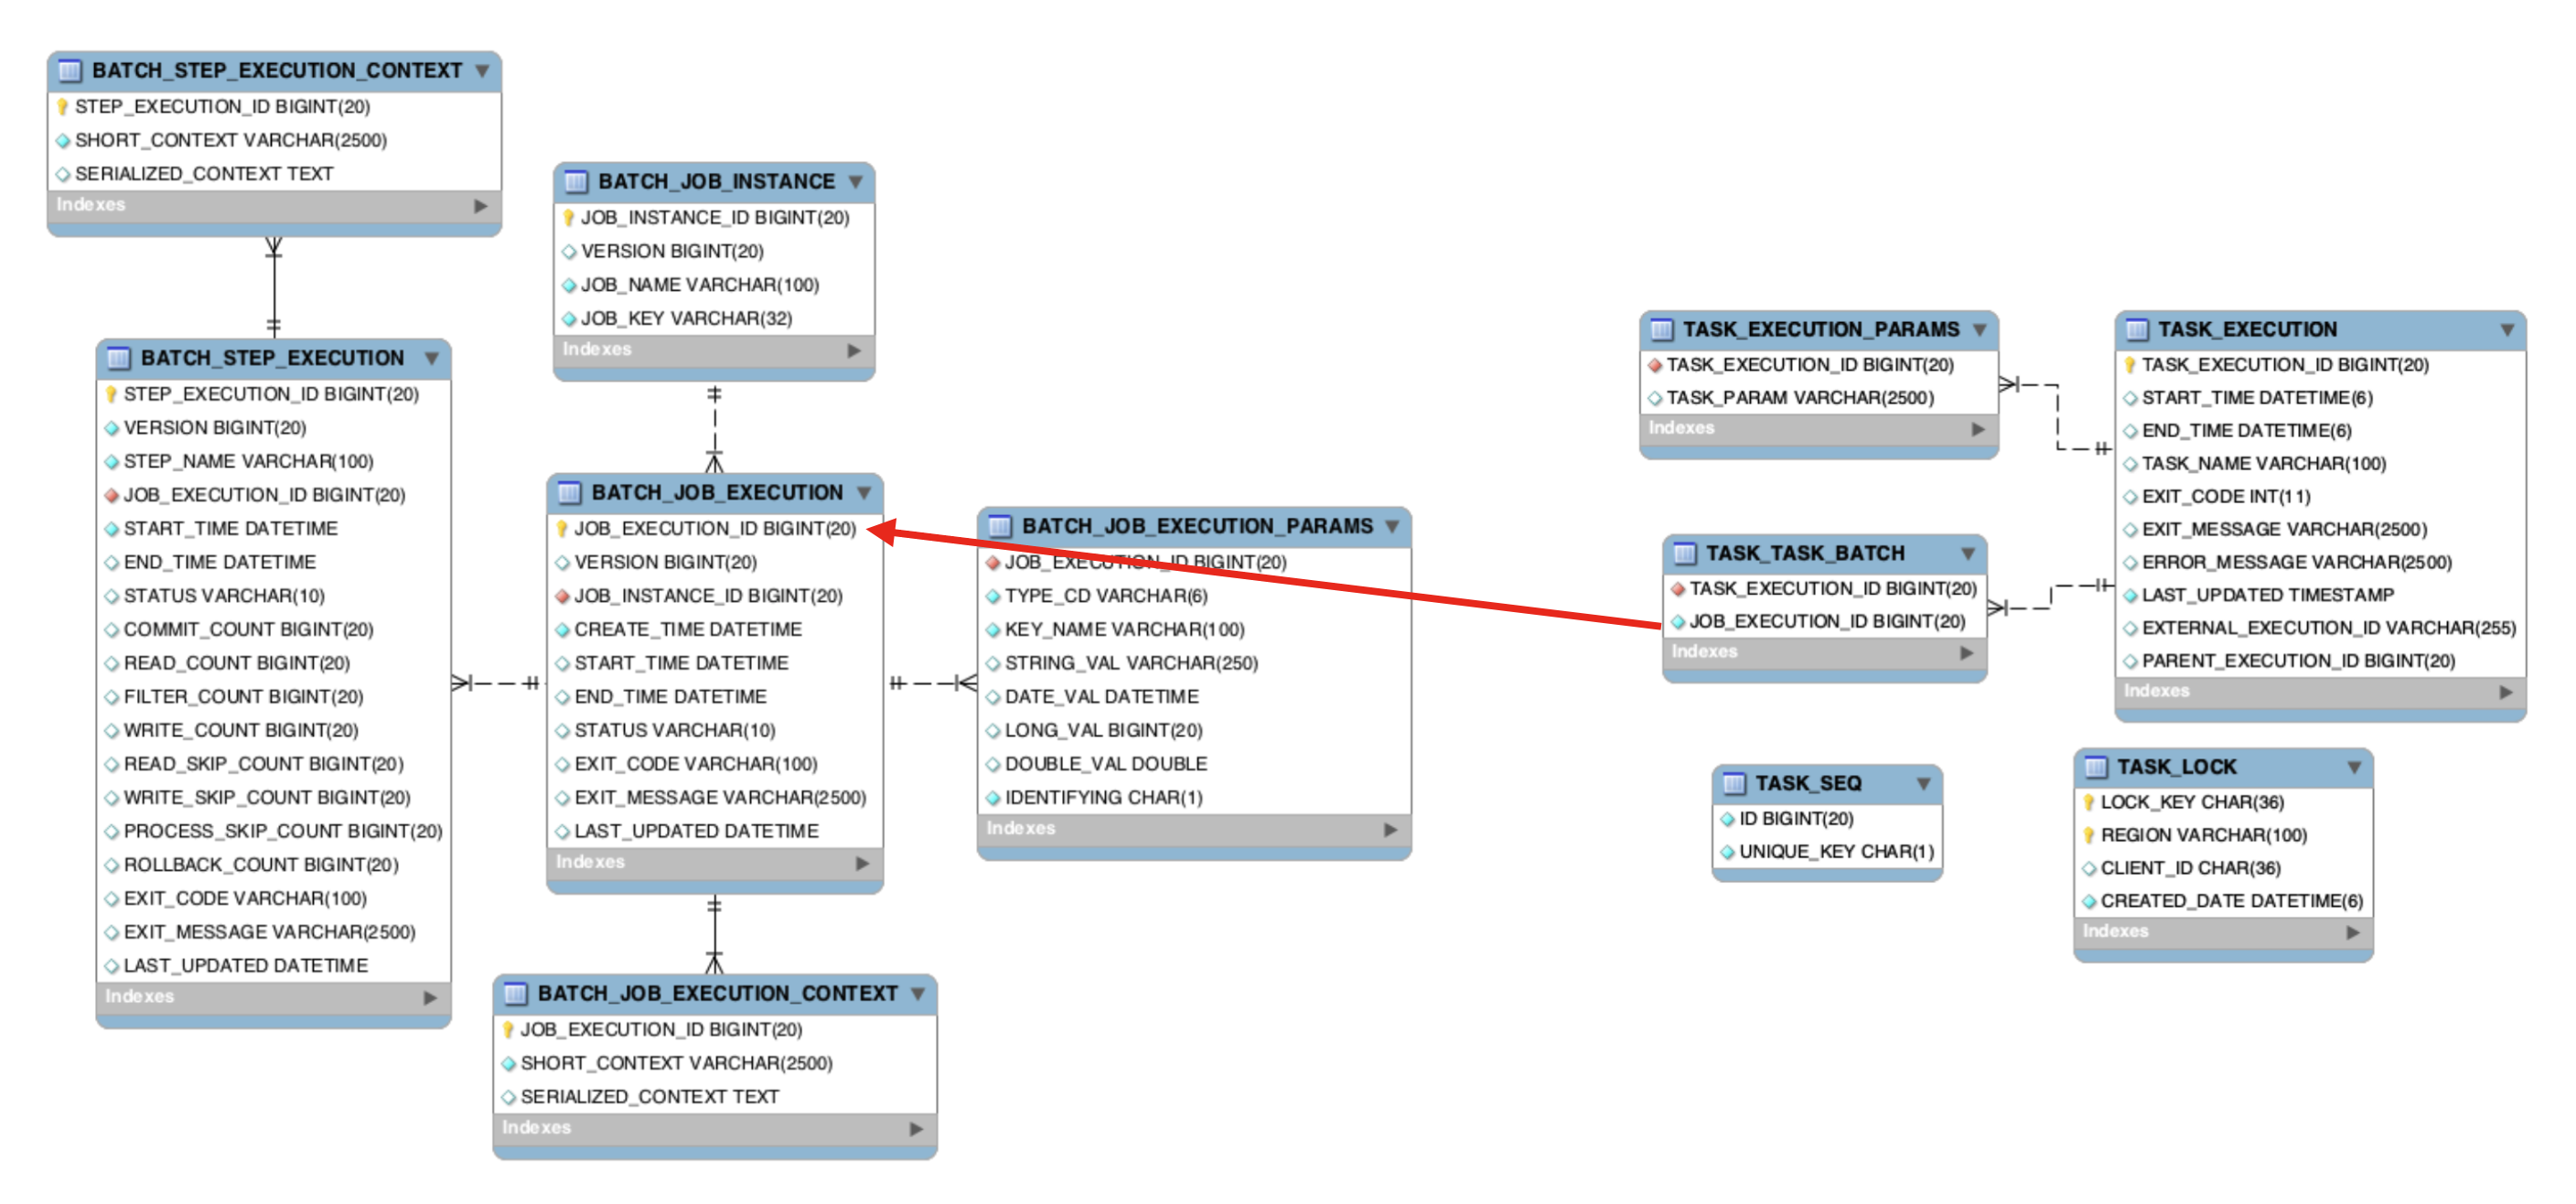 BATCH_STEP_EXECUTION_CONTEXT
STEP_EXECUTION_ID BIGINT(20)
SHORT_CONTEXT VARCHAR(2500)
SERIALIZED_CONTEXT TEXT
Indexes
BATCH_STEP_EXECUTION
STEP_EXECUTION_ID BIGINT(20)
VERSION BIGINT(20)
STEP_NAME VARCHAR(100)
JOB_EXECUTION_ID BIGINT(20)
START_TIME DATETIME
END_TIME DATETIME
STATUS VARCHAR(10)
COMMIT_COUNT BIGINT(20)
READ_COUNT BIGINT(20)
FILTER_COUNT BIGINT(20)
WRITE_COUNT BIGINT(20)
READ_SKIP_COUNT BIGINT(20)
WRITE_SKIP_COUNT BIGINT(20)
PROCESS_SKIP_COUNT BIGINT(20)
ROLLBACK_COUNT BIGINT(20)
EXIT_CODE VARCHAR(100)
EXIT_MESSAGE VARCHAR(2500)
LAST_UPDATED DATETIME
Indexes
BATCH_JOB_INSTANCE
JOB_INSTANCE_ID BIGINT(20)
VERSION BIGINT(20)
JOB_NAME VARCHAR(100)
JOB_KEY VARCHAR(32)
Indexes
BATCH_JOB_EXECUTION
JOB_EXECUTION_ID BIGINT(20)
VERSION BIGINT(20)
JOB_INSTANCE_ID BIGINT(20)
CREATE_TIME DATETIME
START_TIME DATETIME
END_TIME DATETIME
STATUS VARCHAR(10)
EXIT_CODE VARCHAR(100)
EXIT_MESSAGE VARCHAR(2500)
LAST_UPDATED DATETIME
Indexes
BATCH_JOB_EXECUTION_CONTEXT
JOB_EXECUTION_ID BIGINT(20)
SHORT_CONTEXT VARCHAR(2500)
SERIALIZED_CONTEXT TEXT
Indexes
BATCH_JOB_EXECUTION_PARAMS
JOB_EXECUTION_ID BIGINT(20)
TYPE_CD VARCHAR(6)
KEY_NAME VARCHAR(100)
STRING_VAL VARCHAR(250)
DATE_VAL DATETIME
LONG_VAL BIGINT(20)
DOUBLE_VAL DOUBLE
IDENTIFYING CHAR(1)
Indexes
TASK_EXECUTION_PARAMS
TASK_EXECUTION_ID BIGINT(20)
TASK_PARAM VARCHAR(2500)
Indexes
TASK_TASK_BATCH
TASK_EXECUTION_ID BIGINT(20)
JOB_EXECUTION_ID BIGINT(20)
Indexes
TASK_SEQ
ID BIGINT(20)
UNIQUE_KEY CHAR(1)
TASK_EXECUTION
TASK_EXECUTION_ID BIGINT(20)
START_TIME DATETIME(6)
END_TIME DATETIME(6)
TASK_NAME VARCHAR(100)
EXIT_CODE INT(11)
EXIT_MESSAGE VARCHAR(2500)
ERROR_MESSAGE VARCHAR(2500)
LAST_UPDATED TIMESTAMP
EXTERNAL_EXECUTION_ID VARCHAR(255)
PARENT_EXECUTION_ID BIGINT(20)
Indexes
TASK_LOCK
LOCK_KEY CHAR(36)
REGION VARCHAR(100)
CLIENT_ID CHAR(36)
CREATED_DATE DATETIME(6)
Indexes